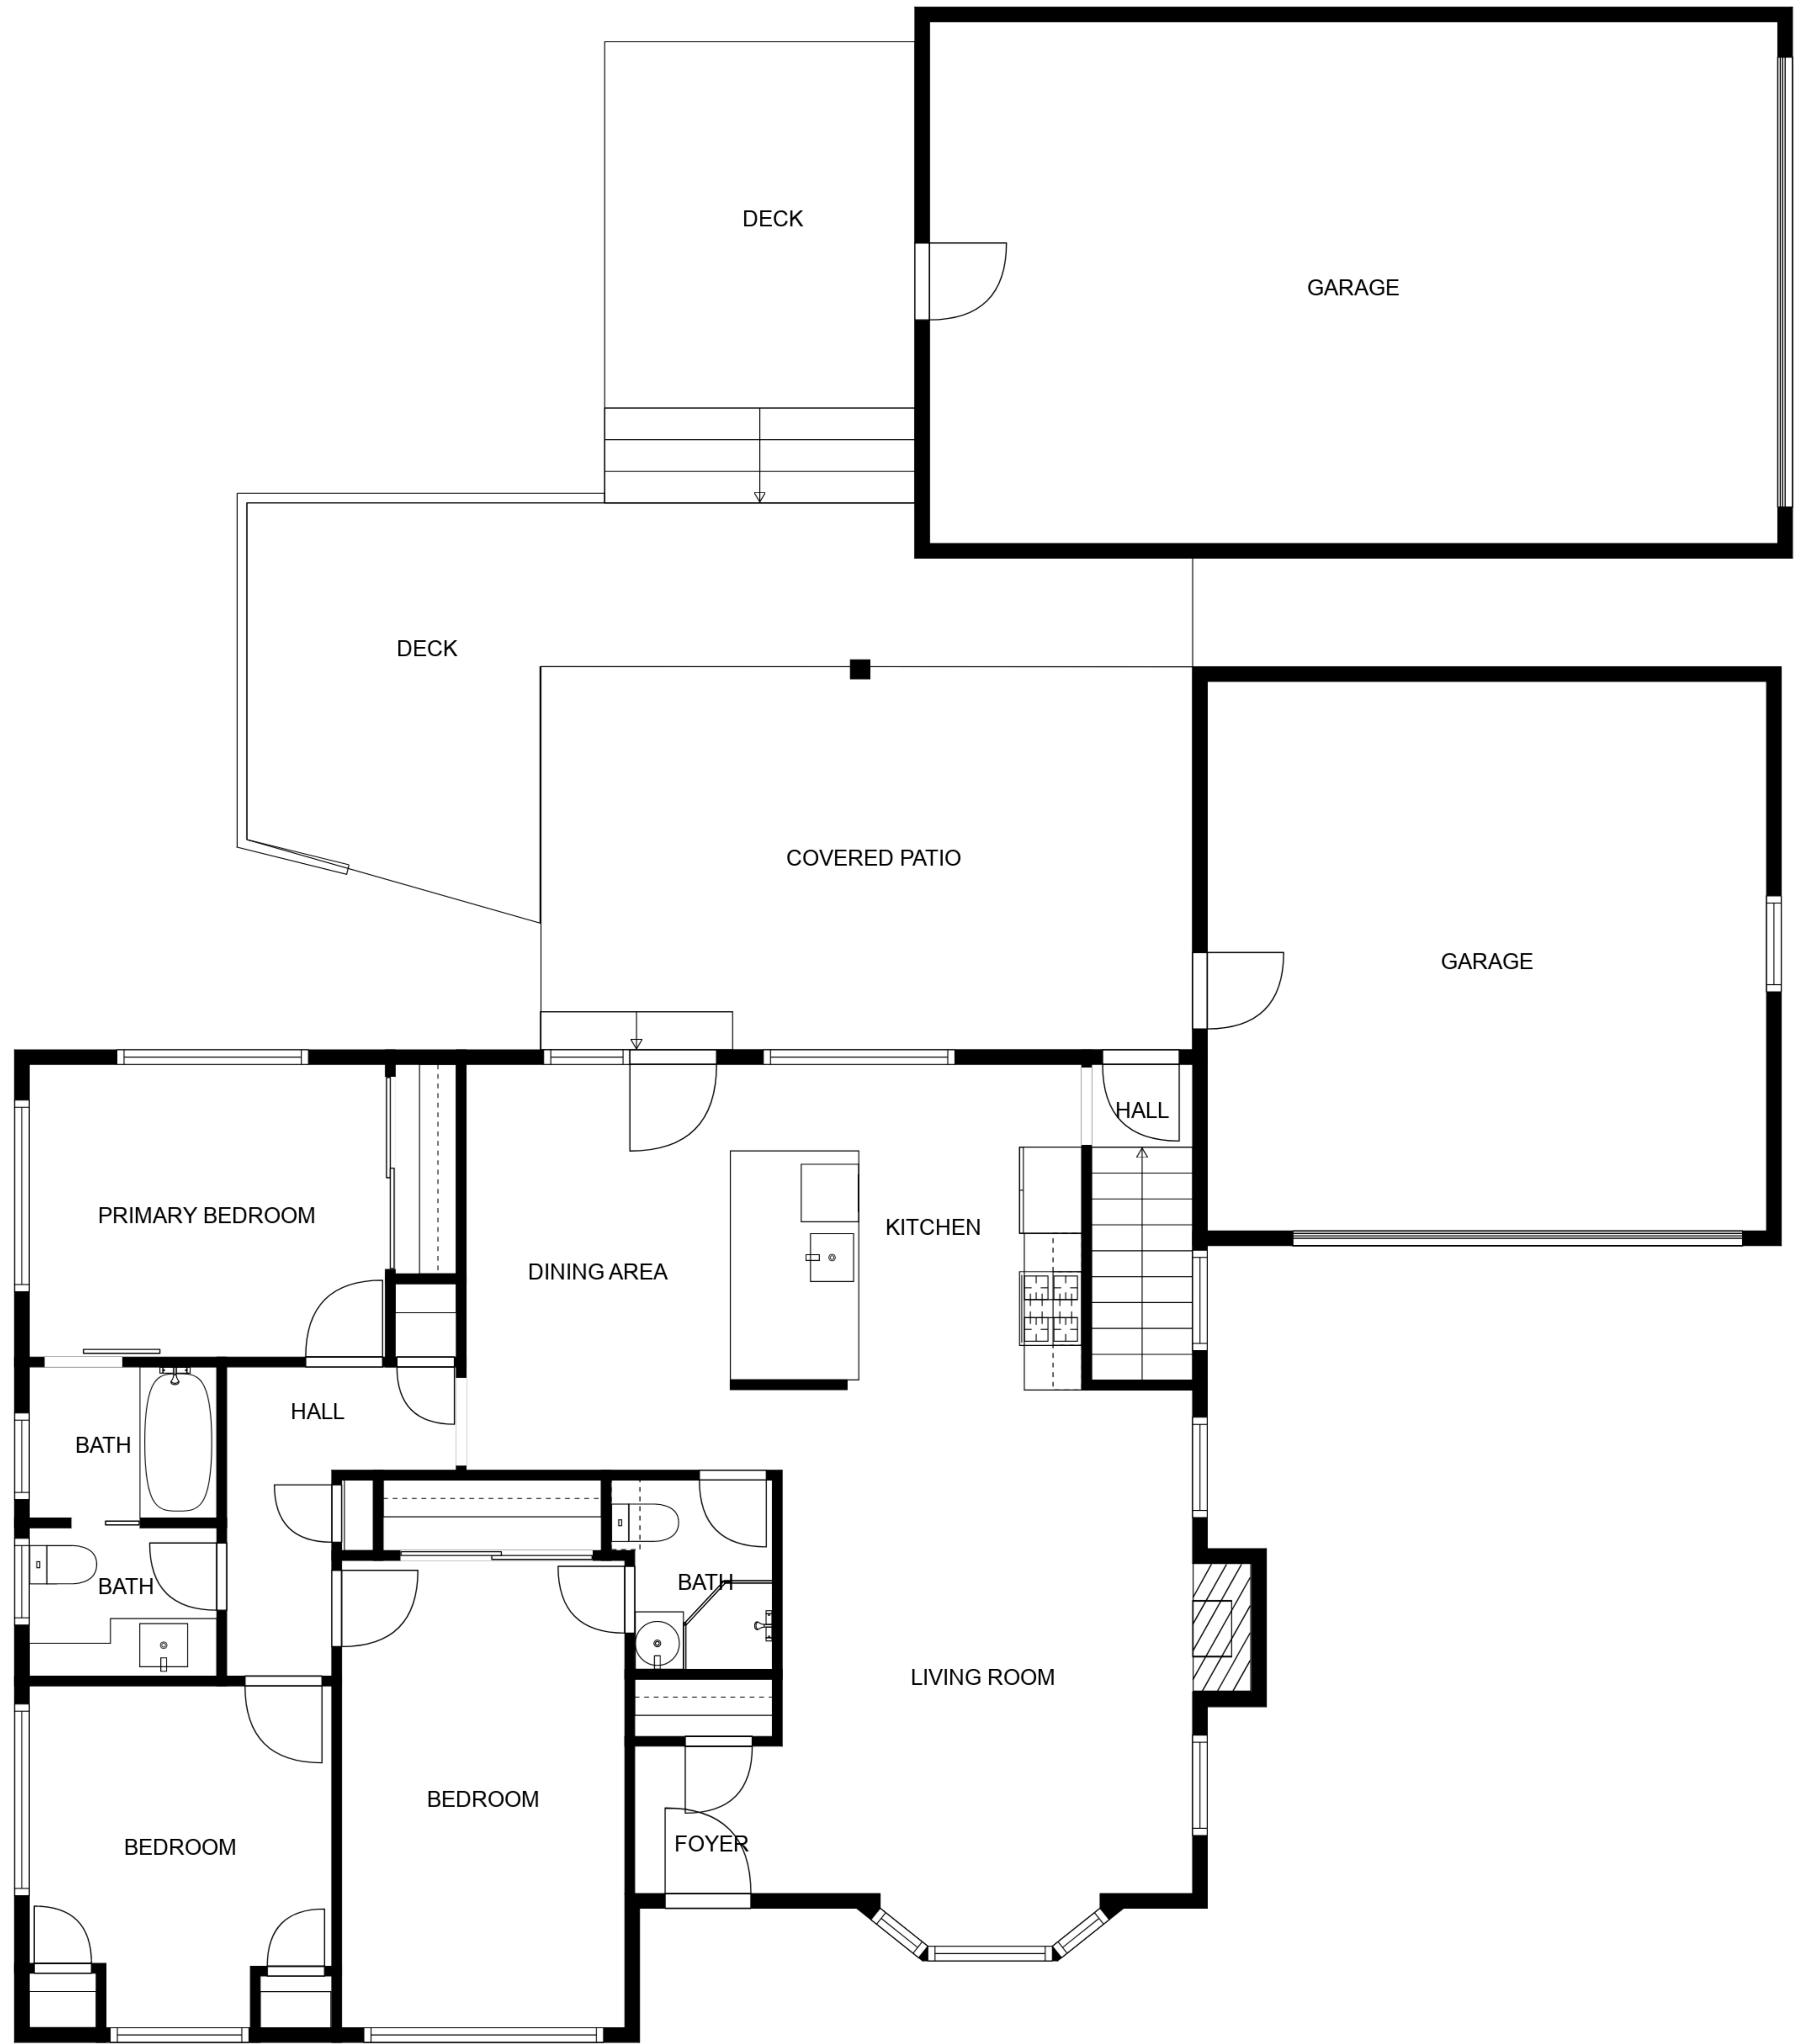 DECK
GARAGE
DECK
COVERED PATIO
GARAGE
HALL
PRIMARY BEDROOM
KITCHEN
DINING AREA
HALL
BATH
BATH
BATH
LIVING ROOM
BEDROOM
FOYER
BEDROOM